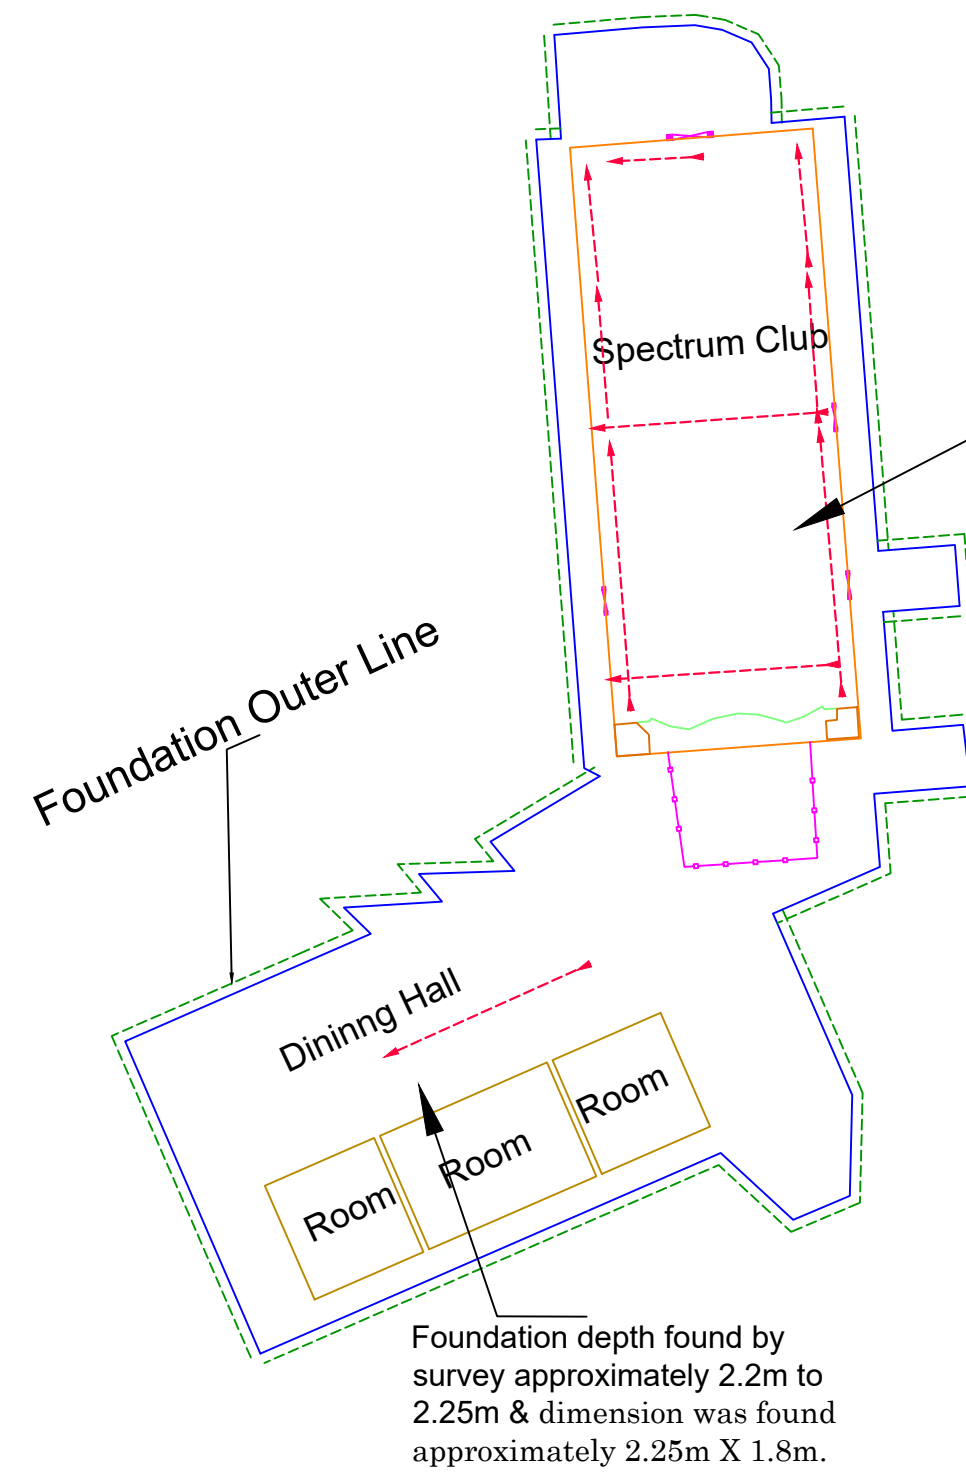 Spectrum Club
Foundation Outer Line
Dininng Hall
Room
Room
Room
Foundation depth found by
survey approximately 2.2m to
2.25m & dimension was found
approximately 2.25m X 1.8m.